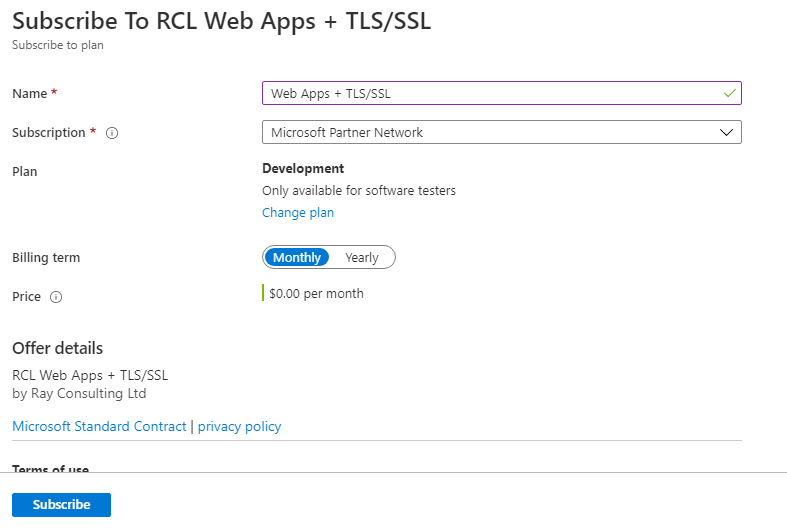 Subscribe To RCL Web Apps + TLS/SSL
Subscribe to plan
Name *
Web Apps + TLS/SSL
Subscription *
Microsoft Partner Network
Plan
Development
Only available for software testers
Change plan
Billing term
Monthly Yearly
Price
$0.00 per month
Offer details
RCL Web Apps + TLS/SSL
by Ray Consulting Ltd
Microsoft Standard Contract | privacy policy
Terms of use
Subscribe